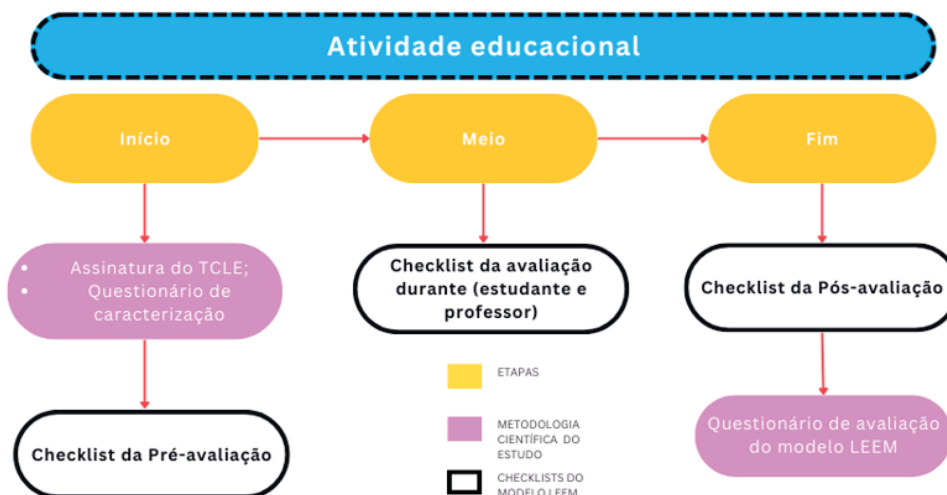 Atividade educacional
Início
Meio
Fim
• Assinatura do TCLE;
• Questionário de
caracterização
Checklist da avaliação
durante (estudante e
professor)
Checklist da Pós-avaliação
Checklist da Pré-avaliação
Questionário de avaliação
do modelo LEEM
ETAPAS
METODOLOGIA
CIENTÍFICA DO
ESTUDO
CHECKLISTS DO
MODELO LEEM